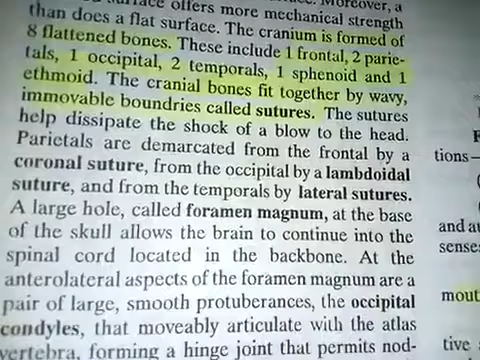 surface offers more mechanical strength
than does a flat surface. The cranium is formed of
8 flattened bones. These include 1 frontal, 2 parie-
tals, 1 occipital, 2 temporals, 1 sphenoid and 1
ethmoid. The cranial bones fit together by wavy,
immovable boundries called sutures. The sutures
help dissipate the shock of a blow to the head.
Parietals are demarcated from the frontal by a
coronal suture, from the occipital by a lambdoidal
suture, and from the temporals by lateral sutures.
A large hole, called foramen magnum, at the base
of the skull allows the brain to continue into the
spinal cord located in the backbone. At the
anterolateral aspects of the foramen magnum are a
pair of large, smooth protuberances, the occipital
condyles, that moveably articulate with the atlas
vertebra, forming a hinge joint that permits nod-
tions—
and
sense
mout
tive